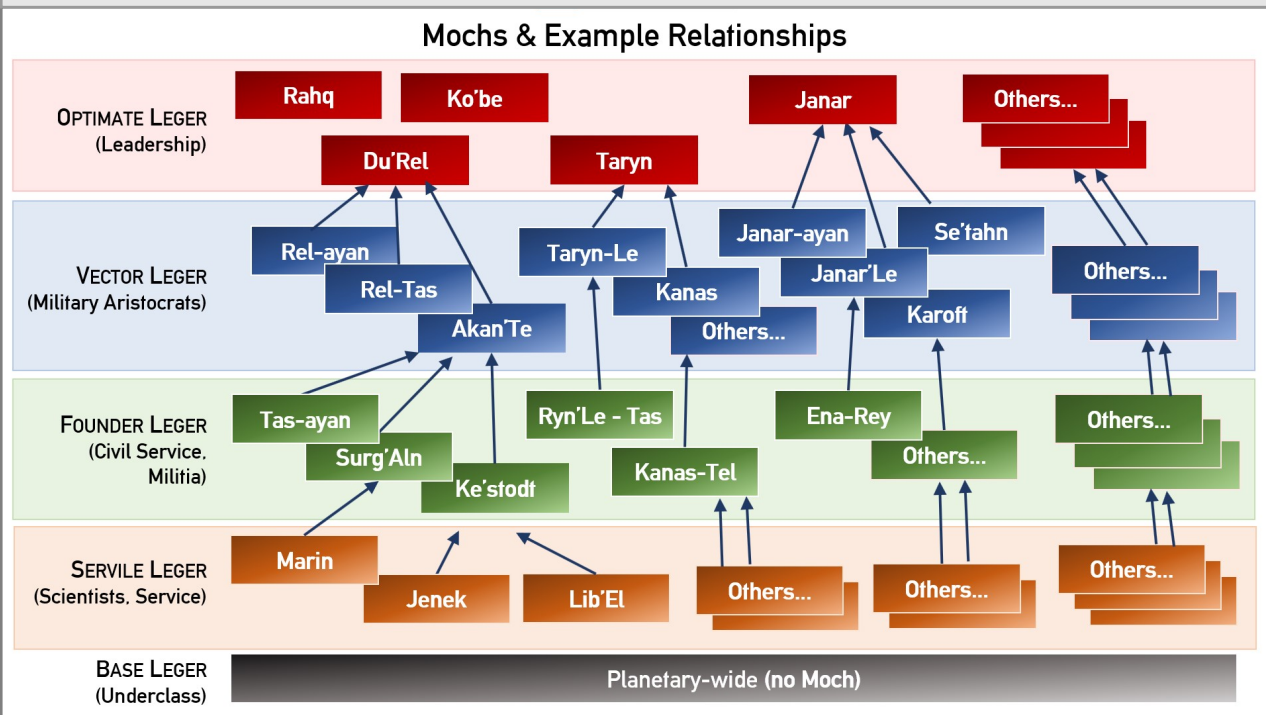 Mochs & Example Relationships
OPTIMATE LEGER
(Leadership)
Rahq
Ko'be
Janar
Others...
Du'Rel
Taryn
VECTOR LEGER
(Military Aristocrats)
Rel-ayan
Rel-Tas
Akan'Te
Taryn-Le
Kanas
Others...
Janar-ayan
Se'tahn
Janar'Le
Karoft
Others...
FOUNDER LEGER
(Civil Service,
Militia)
Tas-ayan
Surg'Aln
Ke'stodt
Ryn'Le - Tas
Kanas-Tel
Ena-Rey
Others...
Others...
SERVILE LEGER
(Scientists, Service)
Marin
Jenek
Lib'El
Others...
Others...
Others...
BASE LEGER
(Underclass)
Planetary-wide (no Moch)